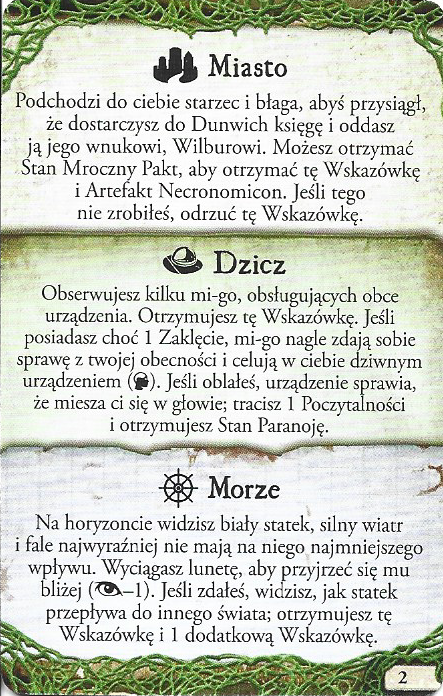 Miasto
Podchodzi do ciebie starzec i błaga, abyś przysiągł,
że dostarczysz do Dunwich księgę i oddasz
ją jego wnukowi, Wilburowi. Możesz otrzymać
Stan Mroczny Pakt, aby otrzymać tę Wskazówkę
i Artefakt Necronomicon. Jeśli tego
nie zrobiłeś, odrzuć tę Wskazówkę.
Dzicz
Obserwujesz kilku mi-go, obsługujących obce
urządzenia. Otrzymujesz tę Wskazówkę. Jeśli
posiadasz choć 1 Zaklęcie, mi-go nagle zdają sobie
sprawę z twojej obecności i celują w ciebie dziwnym
urządzeniem (). Jeśli oblałeś, urządzenie sprawia,
że miesza ci się w głowie; tracisz 1 Poczytalności
i otrzymujesz Stan Paranoję.
Morze
Na horyzoncie widzisz biały statek, silny wiatr
i fale najwyraźniej nie mają na niego najmniejszego
wpływu. Wyciągasz lunetę, aby przyjrzeć się mu
bliżej (–1). Jeśli zdałeś, widzisz, jak statek
przepływa do innego świata; otrzymujesz tę
Wskazówkę i 1 dodatkową Wskazówkę.
2